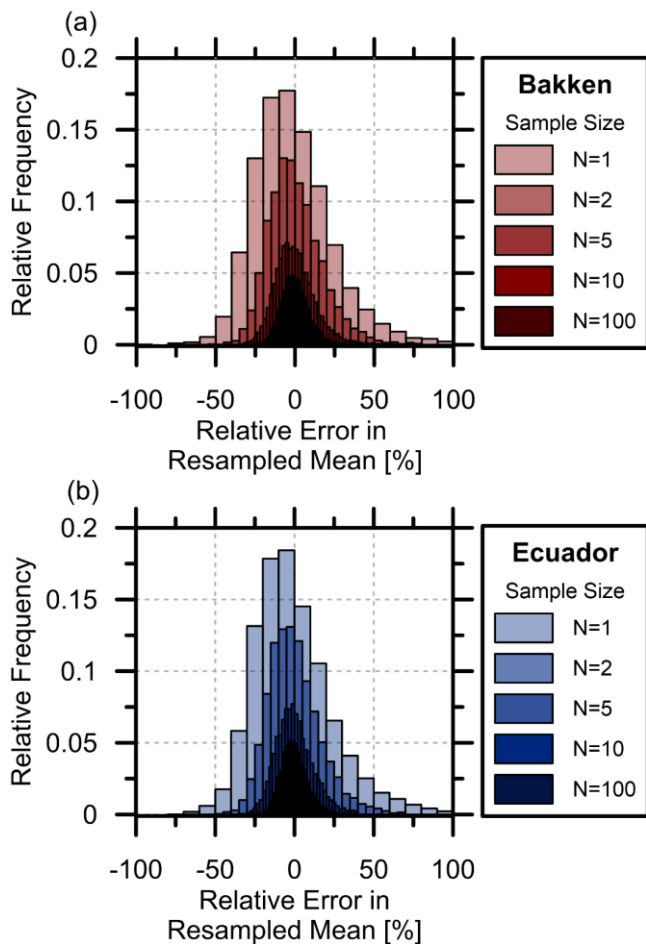 (a)
0.2
0.15
0.1
0.05
0
Relative Frequency
-100 -50 0 50 100
Relative Error in
Resampled Mean [%]
Bakken
Sample Size
N=1
N=2
N=5
N=10
N=100
(b)
0.2
0.15
0.1
0.05
0
Relative Frequency
-100 -50 0 50 100
Relative Error in
Resampled Mean [%]
Ecuador
Sample Size
N=1
N=2
N=5
N=10
N=100